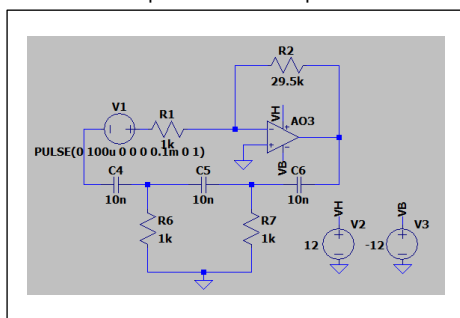 R2
29.5k
VH
V1
R1
AO3
1k
PULSE(0 100u 0 0 0 0.1m 0 1)
VB
C4
C5
C6
10n
10n
10n
R6
R7
1k
1k
VH
VB
V2
V3
12
-12